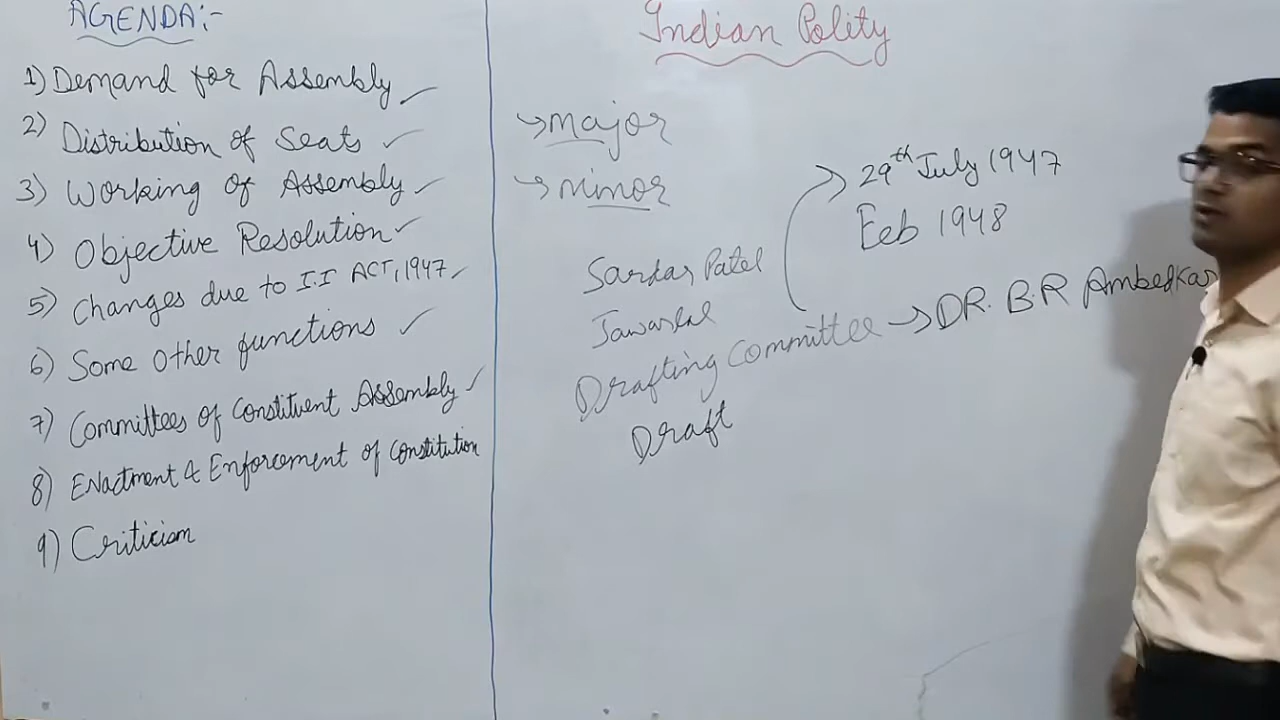 AGENDA:-
1) Demand for Assembly
2) Distribution of Seats
3) Working of Assembly
4) Objective Resolution
5) Changes due to I.I ACT, 1947
6) Some other functions
7) Committees of Constituent Assembly
8) Enactment & Enforcement of Constitution
9) Criticism
Indian Polity
→ Major
→ Minor
29th July 1947
Feb 1948
Sardar Patel
Jawarlal
Drafting Committee → DR. B.R Ambedkar
Draft